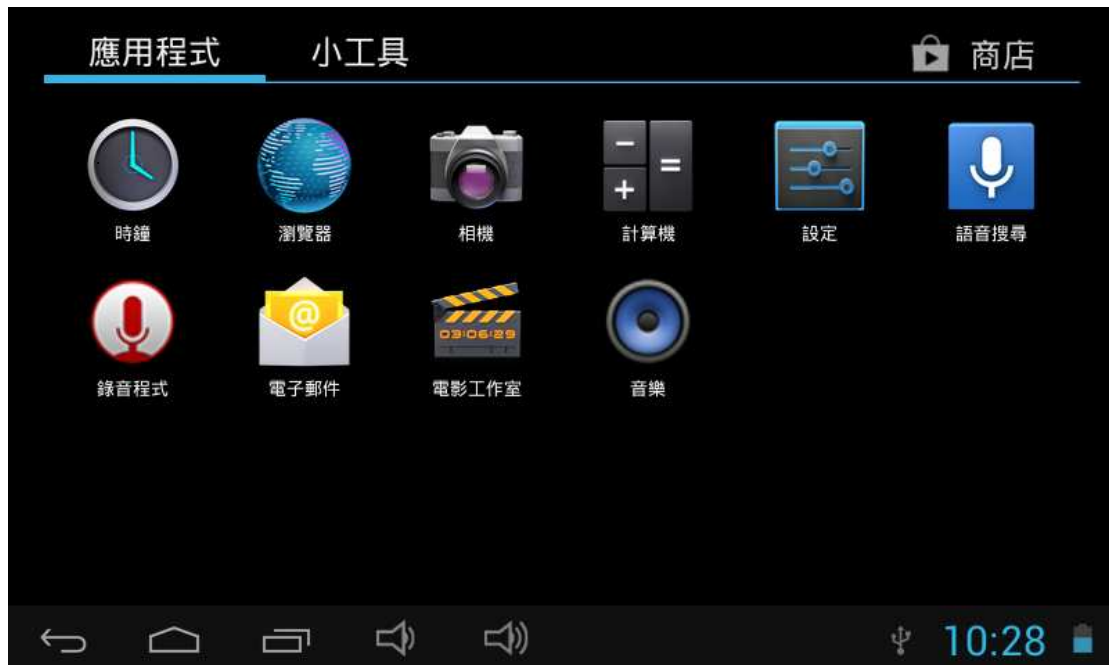 應用程式 小工具 商店
時鐘 瀏覽器 相機 計算機 設定 語音搜尋
03:06:29
錄音程式 電子郵件 電影工作室 音樂
10:28